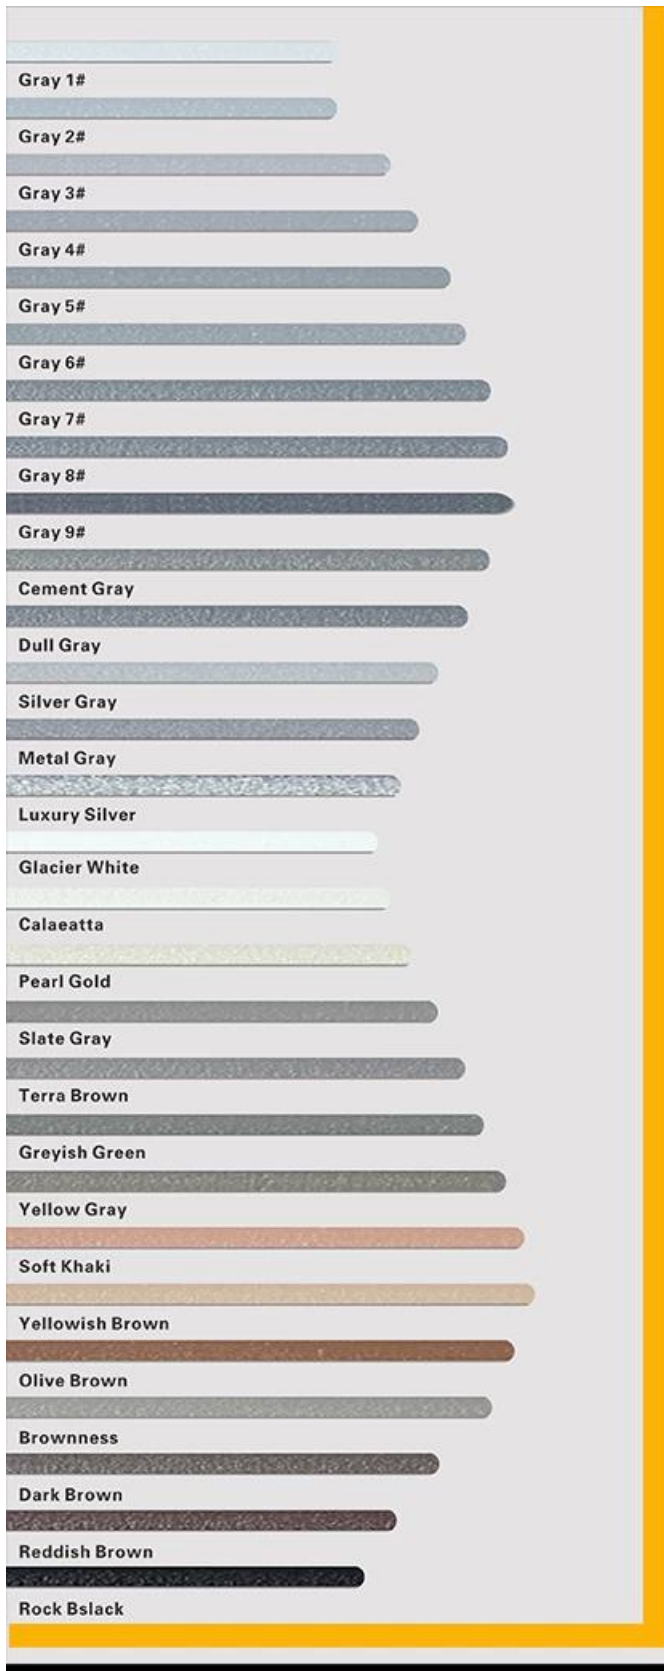 Gray 1#
Gray 2#
Gray 3#
Gray 4#
Gray 5#
Gray 6#
Gray 7#
Gray 8#
Gray 9#
Cement Gray
Dull Gray
Silver Gray
Metal Gray
Luxury Silver
Glacier White
Calaeatta
Pearl Gold
Slate Gray
Terra Brown
Greyish Green
Yellow Gray
Soft Khaki
Yellowish Brown
Olive Brown
Brownness
Dark Brown
Reddish Brown
Rock Bslack